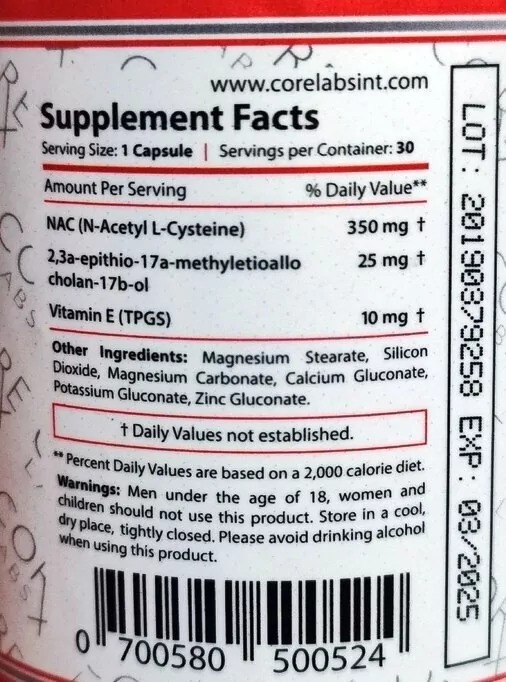 www.corelabsint.com
Supplement Facts
Serving Size: 1 Capsule | Servings per Container: 30
Amount Per Serving % Daily Value**
NAC (N-Acetyl L-Cysteine) 350 mg †
2,3a-epithio-17a-methyletioallo 25 mg †
cholan-17b-ol
Vitamin E (TPGS) 10 mg †
Other Ingredients: Magnesium Stearate, Silicon
Dioxide, Magnesium Carbonate, Calcium Gluconate,
Potassium Gluconate, Zinc Gluconate.
† Daily Values not established.
** Percent Daily Values are based on a 2,000 calorie diet.
Warnings: Men under the age of 18, women and
children should not use this product. Store in a cool,
dry place, tightly closed. Please avoid drinking alcohol
when using this product.
0 700580 500524
LOT: 20190379258 EXP: 03/2025